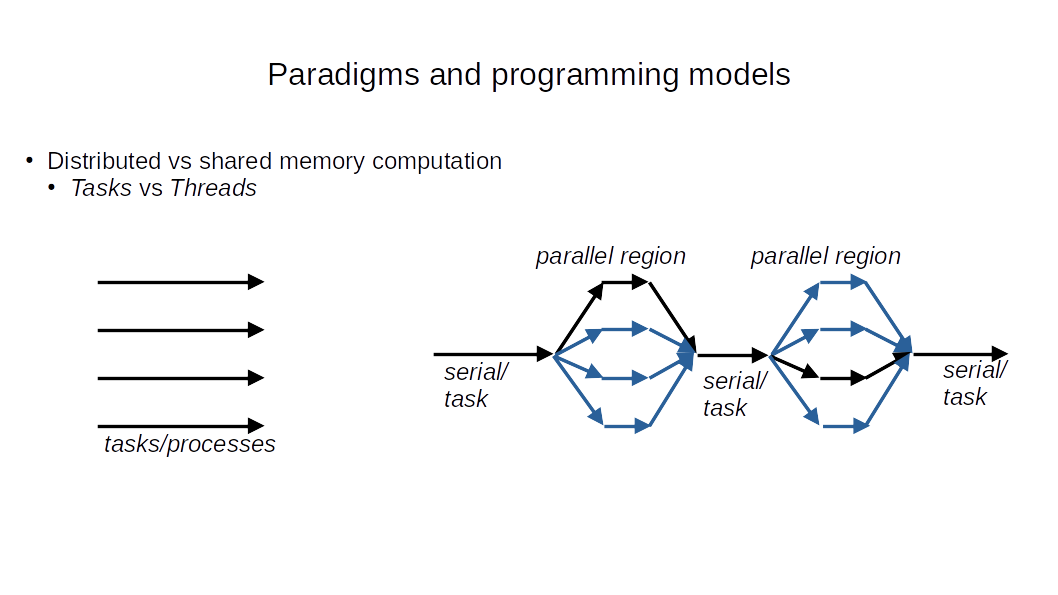 Paradigms and programming models
• Distributed vs shared memory computation
• Tasks vs Threads
parallel region
parallel region
serial/
task
serial/
task
serial/
task
tasks/processes